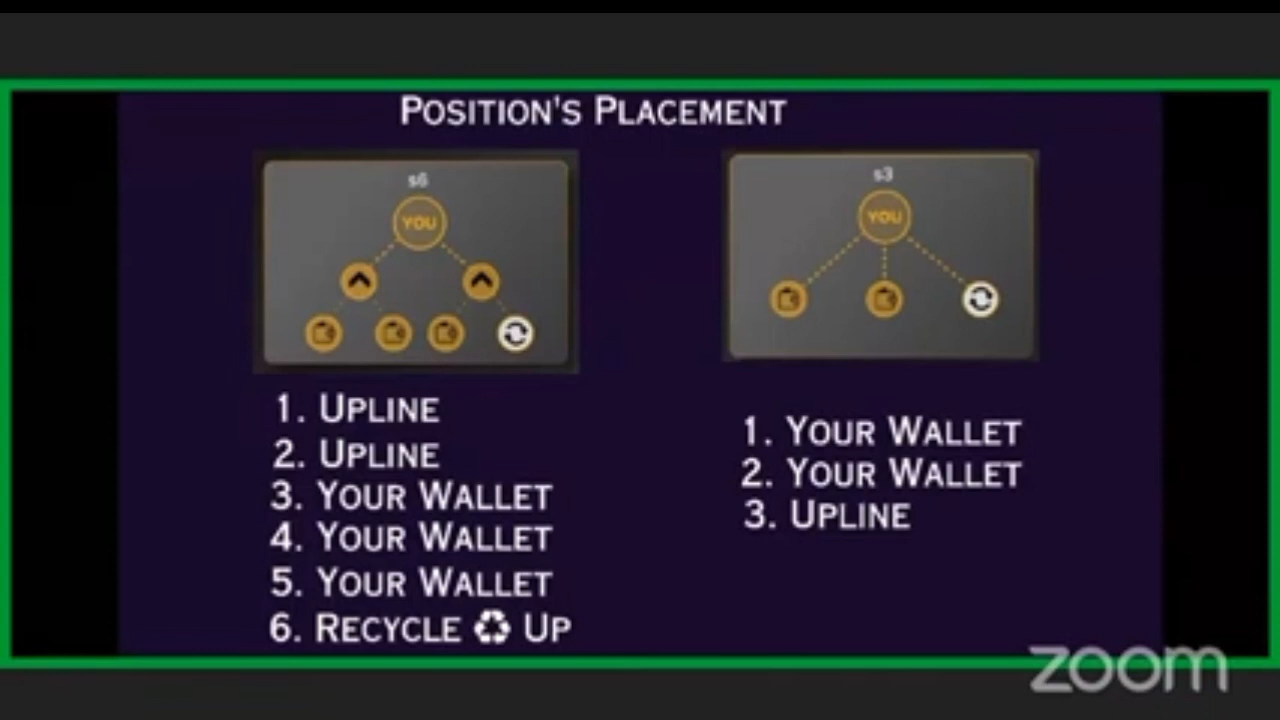 POSITION'S PLACEMENT
s6
YOU
1. UPLINE
2. UPLINE
3. YOUR WALLET
4. YOUR WALLET
5. YOUR WALLET
6. RECYCLE ♻ UP
s3
YOU
1. YOUR WALLET
2. YOUR WALLET
3. UPLINE
zoom